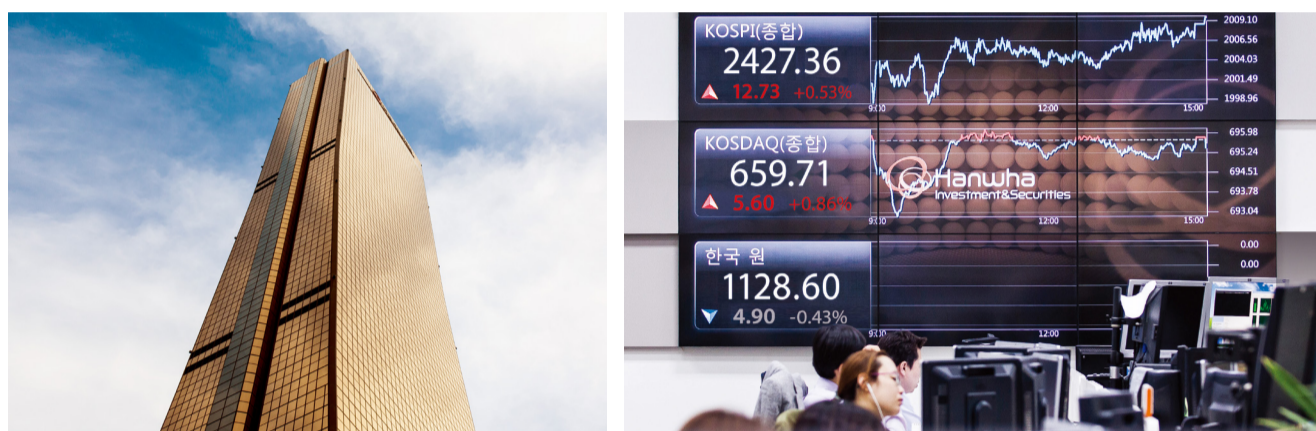 KOSPI(종합)
2427.36
12.73 +0.53%
2009.10
2006.56
2004.03
2001.49
1998.96
9:00 12:00 15:00
KOSDAQ(종합)
659.71
5.60 +0.86%
695.98
695.24
694.51
693.78
693.04
Hanwha
Investment&Securities
9:00 12:00 15:00
한국 원
1128.60
4.90 -0.43%
0.00
0.00
9:00 12:00